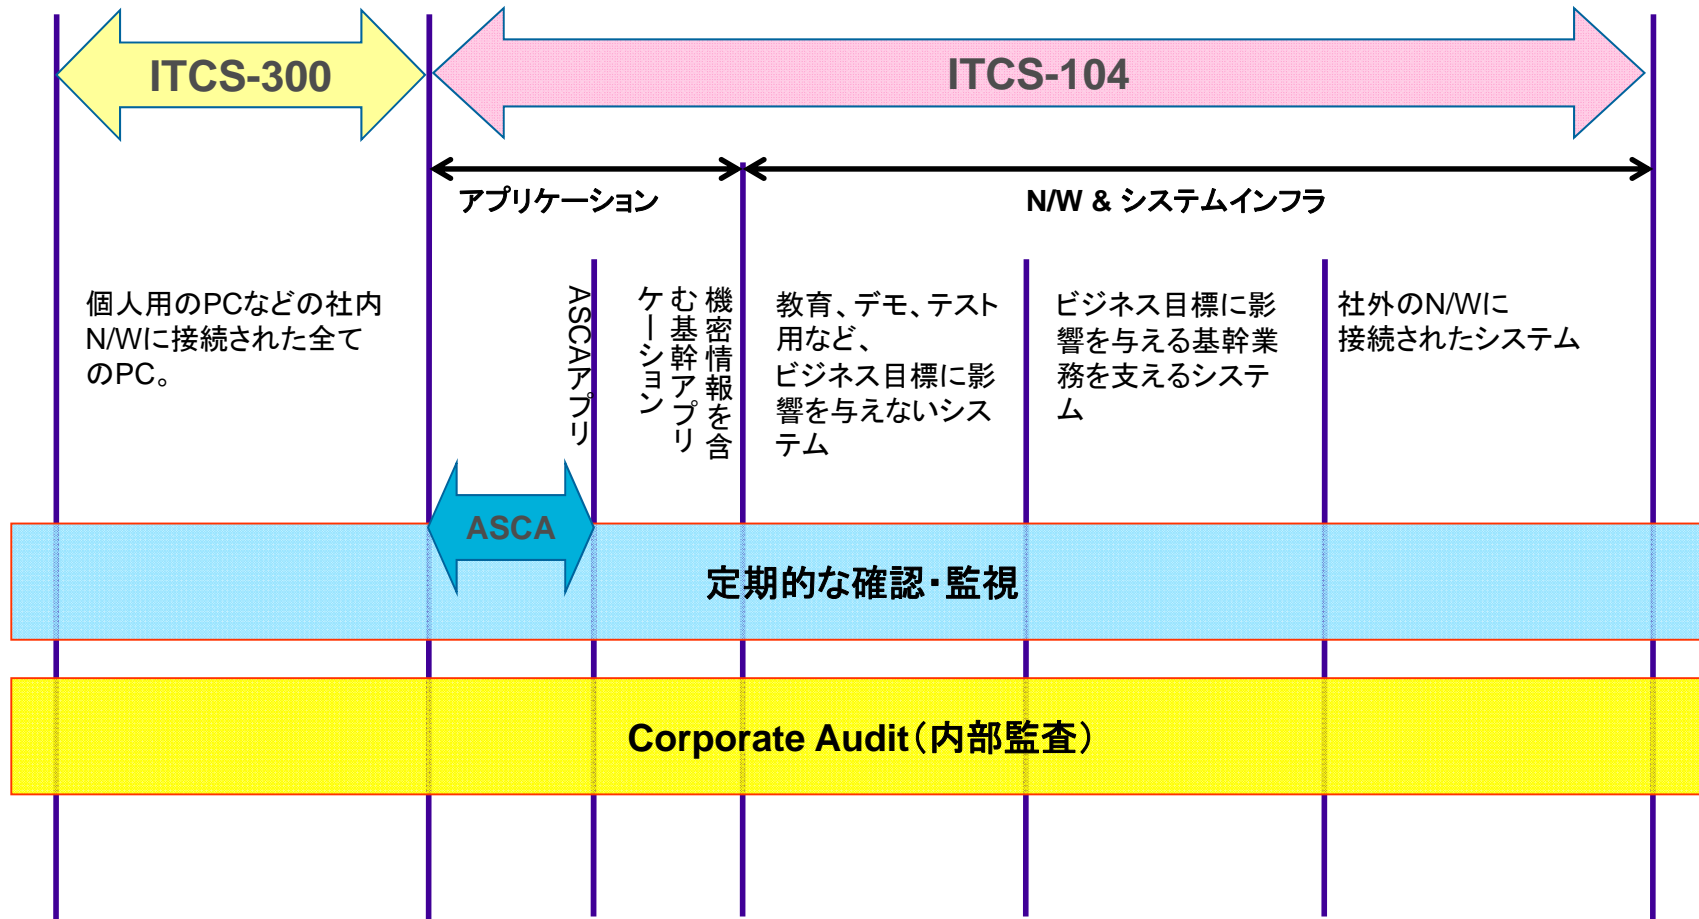 ITCS-300
ITCS-104
アプリケーション
N/W & システムインフラ
個人用のPCなどの社内
N/Wに接続された全て
のPC。
ASCAアプリ
機密情報を含
む基幹アプリ
ケーション
教育、デモ、テスト
用など、
ビジネス目標に影
響を与えないシス
テム
ビジネス目標に影
響を与える基幹業
務を支えるシステ
ム
社外のN/Wに
接続されたシステム
ASCA
定期的な確認・監視
Corporate Audit（内部監査）